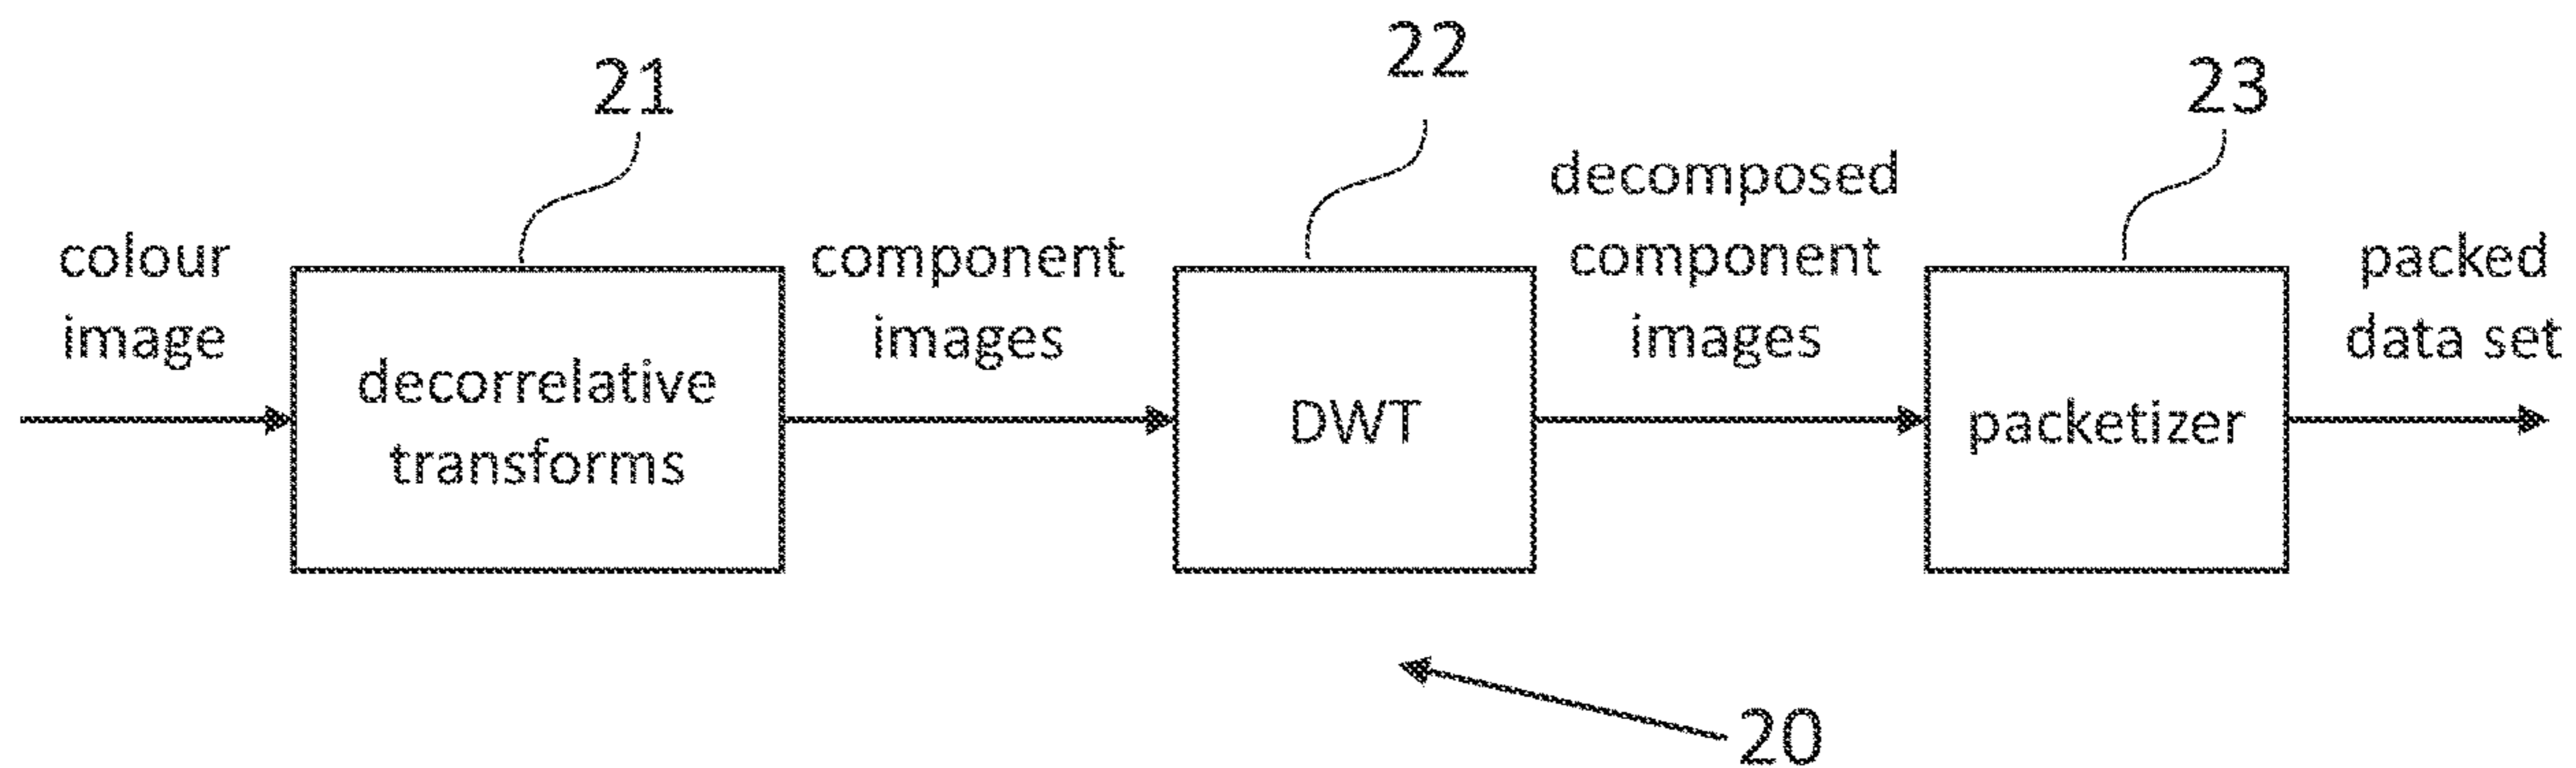 21
22
23
colour
image
decorrelative
transforms
component
images
DWT
decomposed
component
images
packetizer
packed
data set
20